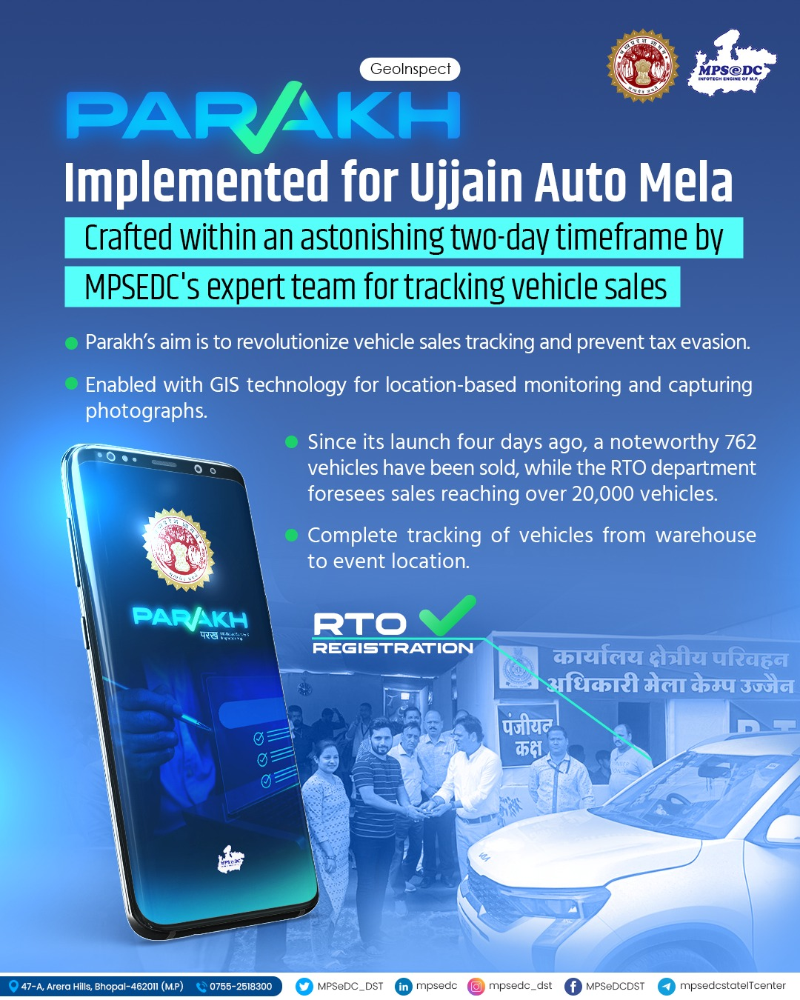 GeoInspect
PARAKH
MPSeDC
INFOTECH ENGINE OF M.P.
Implemented for Ujjain Auto Mela
Crafted within an astonishing two-day timeframe by
MPSEDC's expert team for tracking vehicle sales
Parakh's aim is to revolutionize vehicle sales tracking and prevent tax evasion.
Enabled with GIS technology for location-based monitoring and capturing
photographs.
Since its launch four days ago, a noteworthy 762
vehicles have been sold, while the RTO department
foresees sales reaching over 20,000 vehicles.
Complete tracking of vehicles from warehouse
to event location.
PARAKH
परख
MPSeDC
RTO
REGISTRATION
कार्यालय क्षेत्रीय परिवहन
अधिकारी मेला केम्प उज्जैन
पंजीयन
कक्ष
KIA
47-A, Arera Hills, Bhopal-462011 (M.P) 0755-2518300 MPSeDC_DST mpsedc mpsedc_dst MPSeDCDST mpsedcstateITcenter